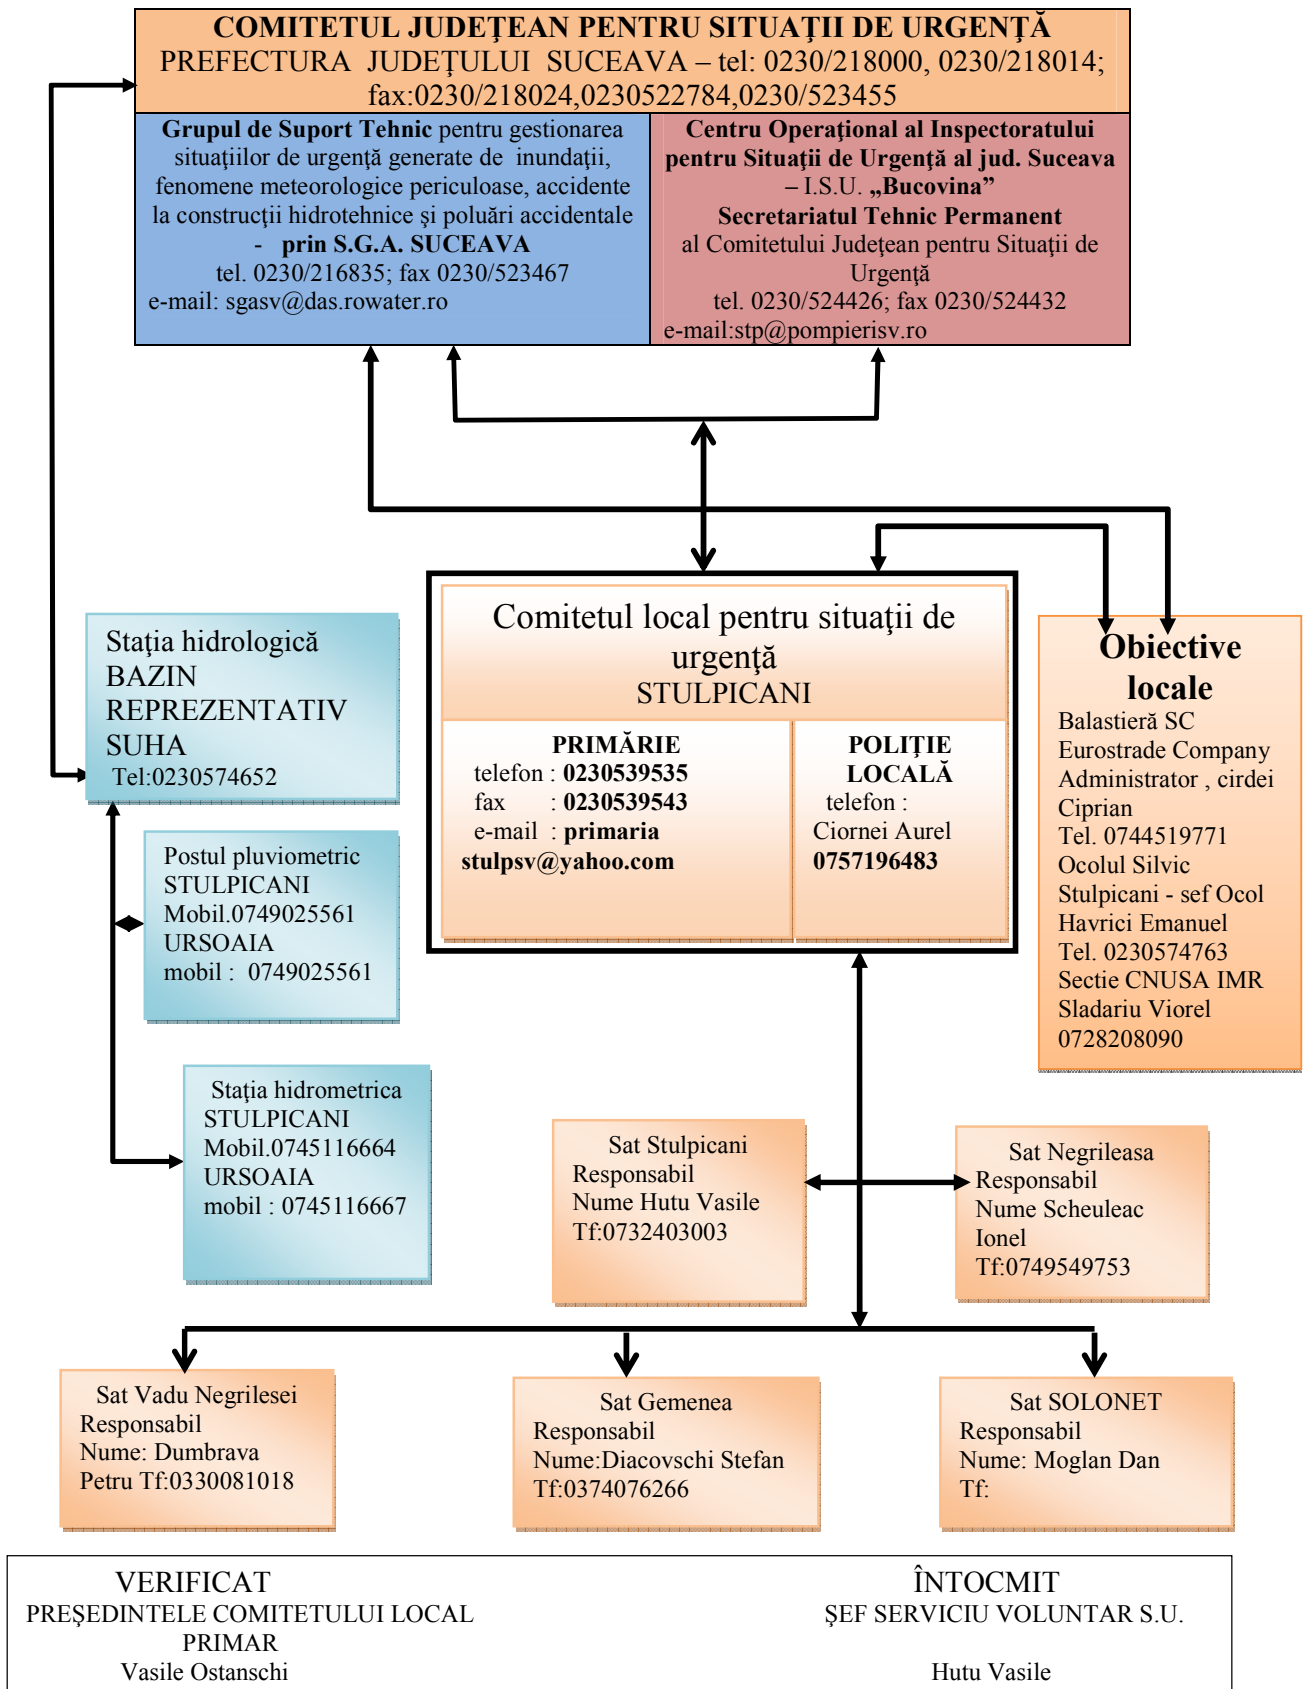 COMITETUL JUDEŢEAN PENTRU SITUAŢII DE URGENŢĂ
PREFECTURA JUDEŢULUI SUCEAVA – tel: 0230/218000, 0230/218014;
fax:0230/218024,0230522784,0230/523455
Grupul de Suport Tehnic pentru gestionarea
situaţiilor de urgenţă generate de inundaţii,
fenomene meteorologice periculoase, accidente
la construcţii hidrotehnice şi poluări accidentale
- prin S.G.A. SUCEAVA
tel. 0230/216835; fax 0230/523467
e-mail: sgasv@das.rowater.ro
Centru Operaţional al Inspectoratului
pentru Situaţii de Urgenţă al jud. Suceava
– I.S.U. „Bucovina”
Secretariatul Tehnic Permanent
al Comitetului Judeţean pentru Situaţii de
Urgenţă
tel. 0230/524426; fax 0230/524432
e-mail:stp@pompierisv.ro
Staţia hidrologică
BAZIN
REPREZENTATIV
SUHA
Tel:0230574652
Postul pluviometric
STULPICANI
Mobil.0749025561
URSOAIA
mobil : 0749025561
Staţia hidrometrica
STULPICANI
Mobil.0745116664
URSOAIA
mobil : 0745116667
Comitetul local pentru situaţii de
urgenţă
STULPICANI
PRIMĂRIE
telefon : 0230539535
fax : 0230539543
e-mail : primaria
stulpsv@yahoo.com
POLIŢIE
LOCALĂ
telefon :
Ciornei Aurel
0757196483
Obiective
locale
Balastieră SC
Eurostrade Company
Administrator , cirdei
Ciprian
Tel. 0744519771
Ocolul Silvic
Stulpicani - sef Ocol
Havrici Emanuel
Tel. 0230574763
Sectie CNUSA IMR
Sladariu Viorel
0728208090
Sat Stulpicani
Responsabil
Nume Hutu Vasile
Tf:0732403003
Sat Negrileasa
Responsabil
Nume Scheuleac
Ionel
Tf:0749549753
Sat Vadu Negrilesei
Responsabil
Nume: Dumbrava
Petru Tf:0330081018
Sat Gemenea
Responsabil
Nume:Diacovschi Stefan
Tf:0374076266
Sat SOLONET
Responsabil
Nume: Moglan Dan
Tf:
VERIFICAT
PREŞEDINTELE COMITETULUI LOCAL
PRIMAR
Vasile Ostanschi
ÎNTOCMIT
ŞEF SERVICIU VOLUNTAR S.U.
Hutu Vasile